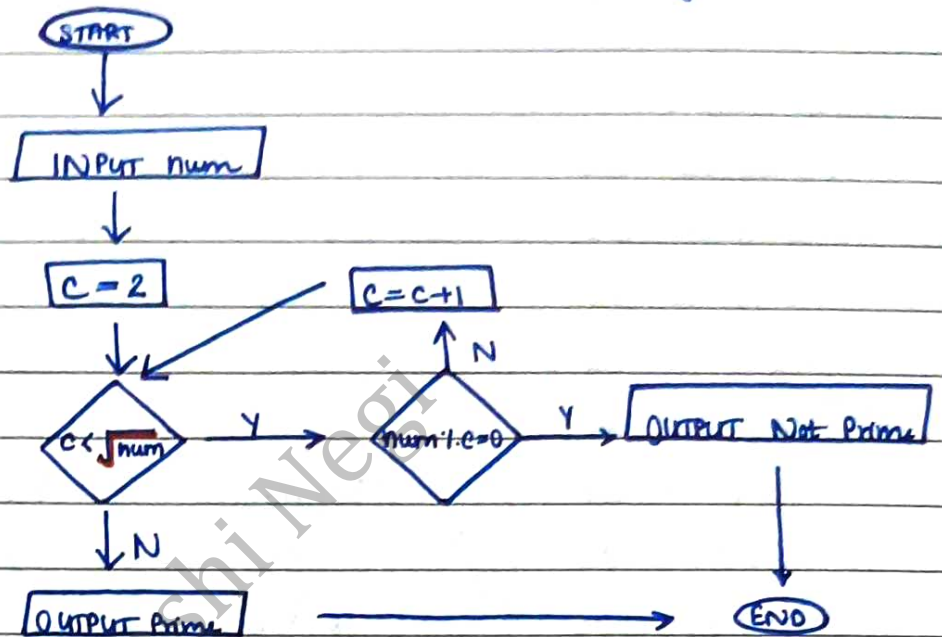 START
INPUT num
C = 2
C = C+1
N
C < √num
Y
num % c = 0
Y
OUTPUT Not Prime
N
OUTPUT Prime
END
shi Negi